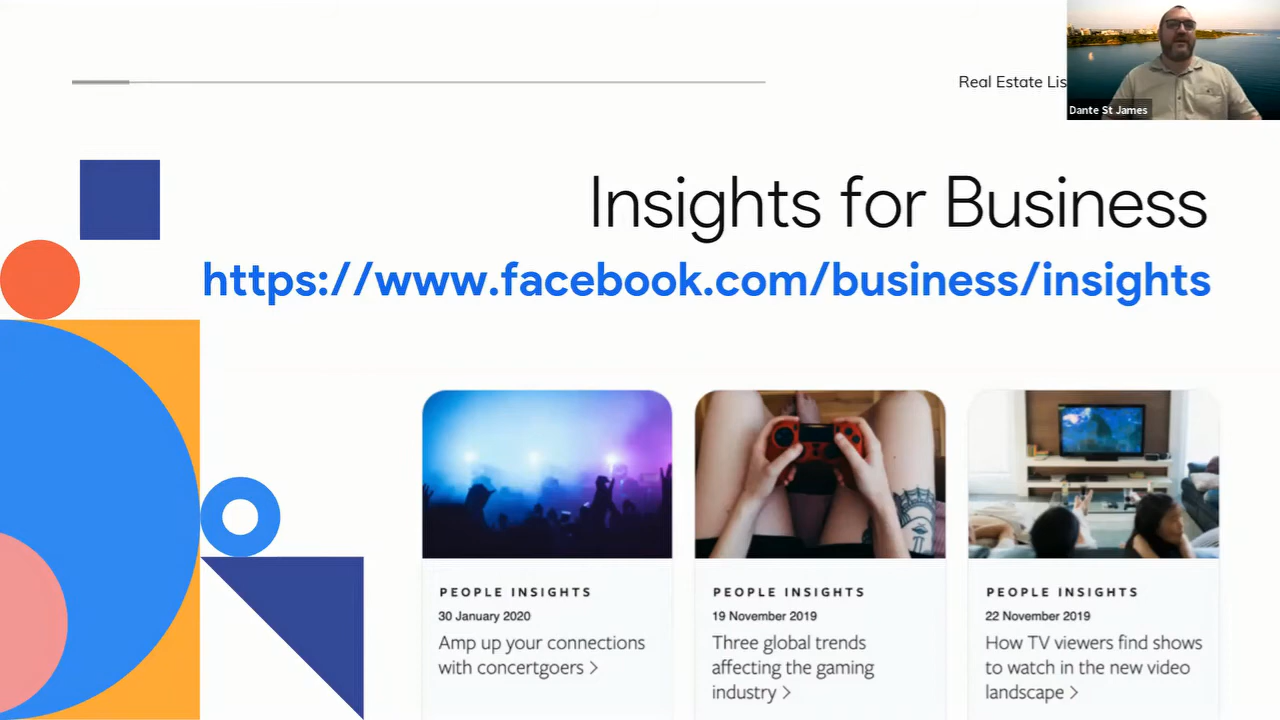 Real Estate Lis
Dante St James
Insights for Business
https://www.facebook.com/business/insights
PEOPLE INSIGHTS
30 January 2020
Amp up your connections
with concertgoers >
PEOPLE INSIGHTS
19 November 2019
Three global trends
affecting the gaming
industry >
PEOPLE INSIGHTS
22 November 2019
How TV viewers find shows
to watch in the new video
landscape >